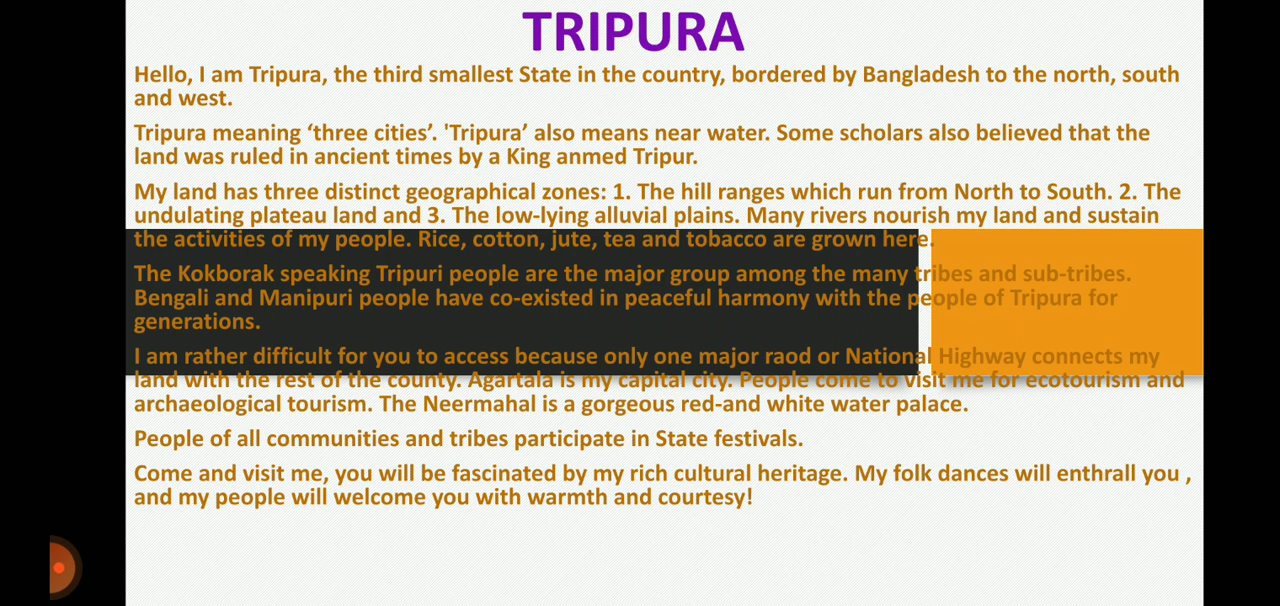 TRIPURA
Hello, I am Tripura, the third smallest State in the country, bordered by Bangladesh to the north, south
and west.
Tripura meaning ‘three cities’. 'Tripura’ also means near water. Some scholars also believed that the
land was ruled in ancient times by a King anmed Tripur.
My land has three distinct geographical zones: 1. The hill ranges which run from North to South. 2. The
undulating plateau land and 3. The low-lying alluvial plains. Many rivers nourish my land and sustain
the activities of my people. Rice, cotton, jute, tea and tobacco are grown here.
The Kokborak speaking Tripuri people are the major group among the many tribes and sub-tribes.
Bengali and Manipuri people have co-existed in peaceful harmony with the people of Tripura for
generations.
I am rather difficult for you to access because only one major raod or National Highway connects my
land with the rest of the county. Agartala is my capital city. People come to visit me for ecotourism and
archaeological tourism. The Neermahal is a gorgeous red-and white water palace.
People of all communities and tribes participate in State festivals.
Come and visit me, you will be fascinated by my rich cultural heritage. My folk dances will enthrall you ,
and my people will welcome you with warmth and courtesy!